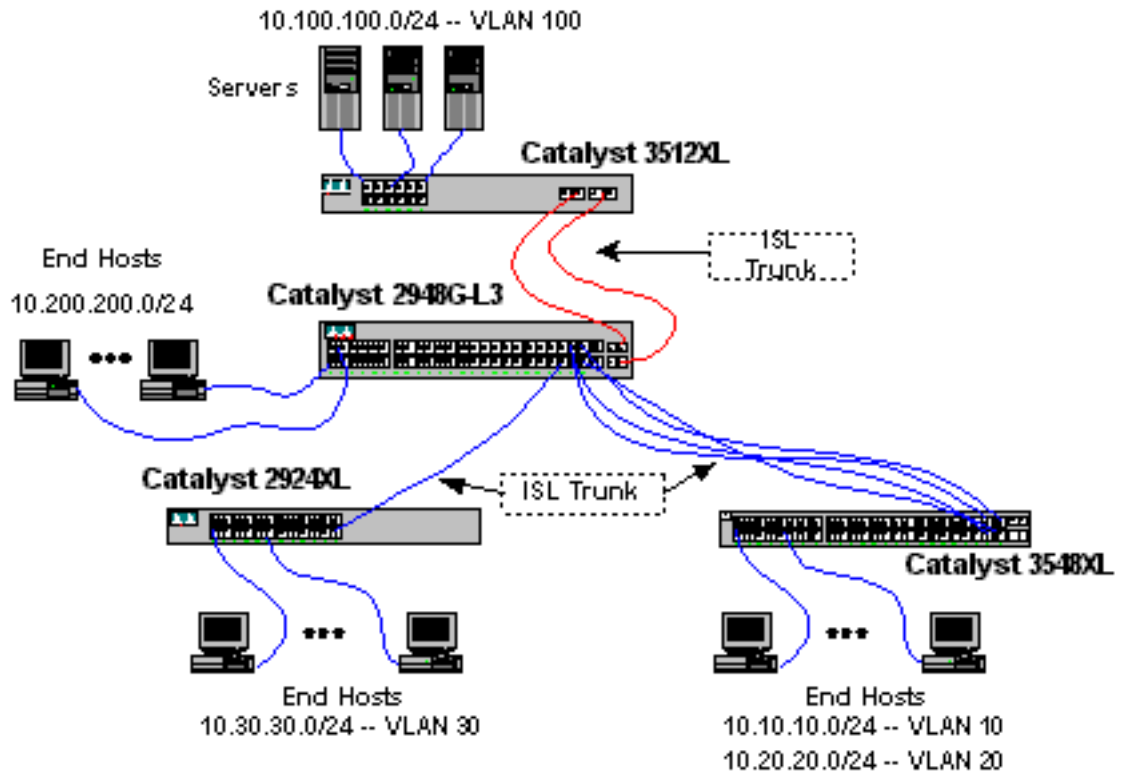 10.100.100.0/24 -- VLAN 100
Servers
Catalyst 3512XL
ISL
Trunk
End Hosts
10.200.200.0/24
Catalyst 2948G-L3
Catalyst 2924XL
ISL Trunk
Catalyst 3548XL
End Hosts
10.30.30.0/24 -- VLAN 30
End Hosts
10.10.10.0/24 -- VLAN 10
10.20.20.0/24 -- VLAN 20